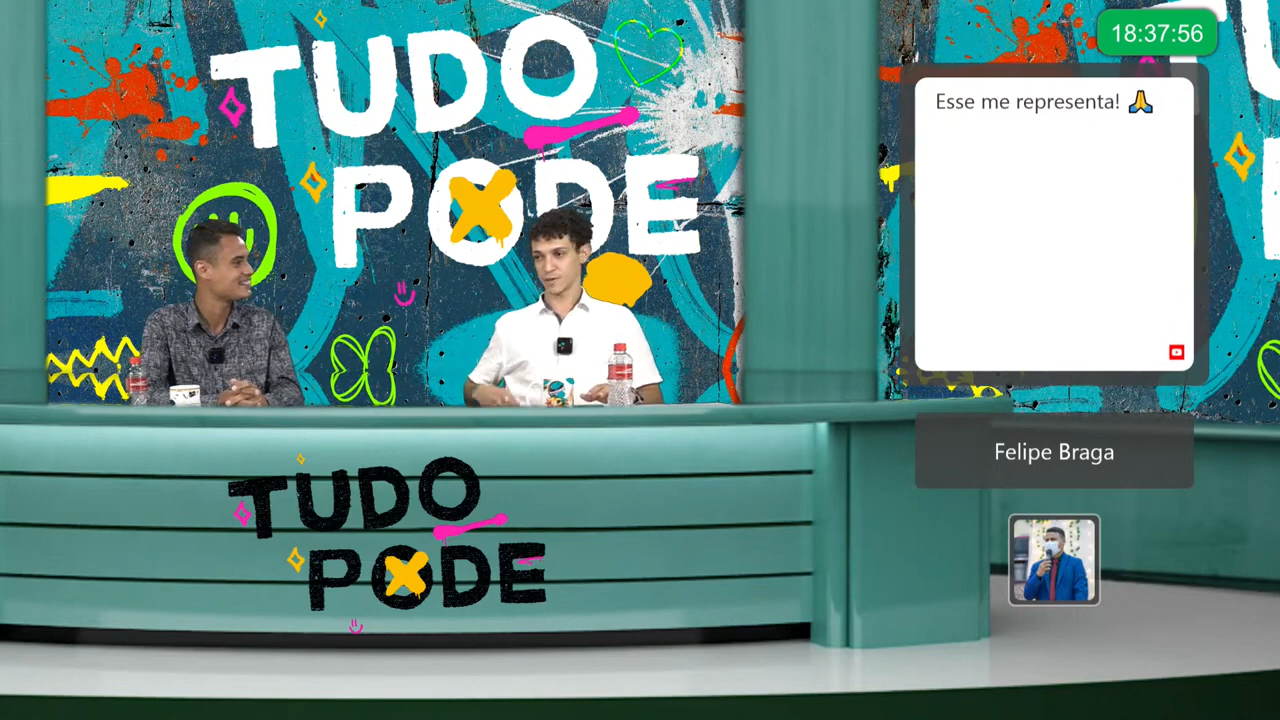 TUDO
PODE
18:37:56
Esse me representa! 🙏
Felipe Braga
TUDO
PODE